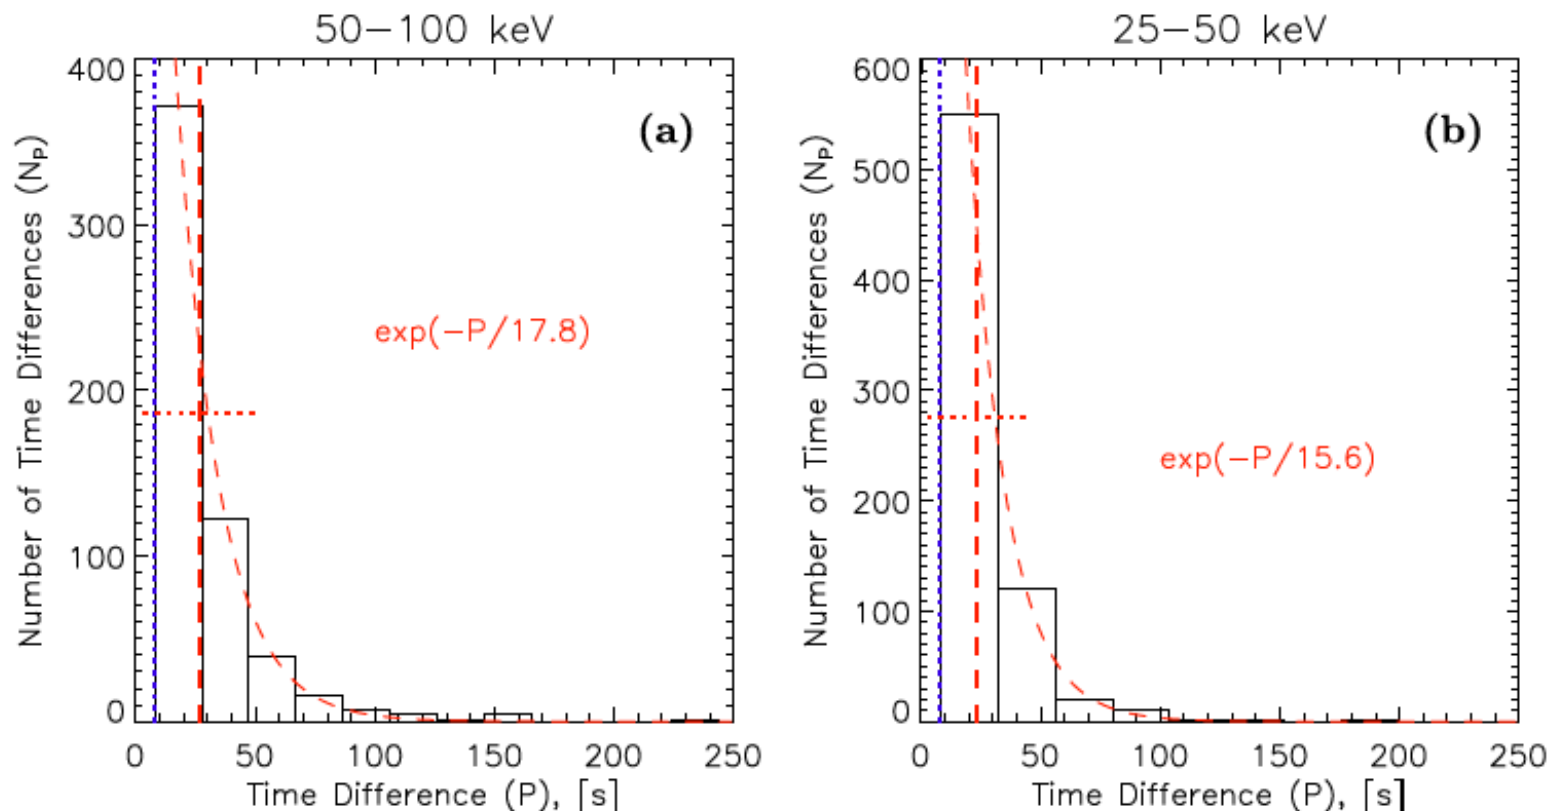 50−100 keV
Number of Time Differences (Nₚ)
400
300
200
100
0
(a)
exp(−P/17.8)
0 50 100 150 200 250
Time Difference (P), [s]
25−50 keV
Number of Time Differences (Nₚ)
600
500
400
300
200
100
0
(b)
exp(−P/15.6)
0 50 100 150 200 250
Time Difference (P), [s]